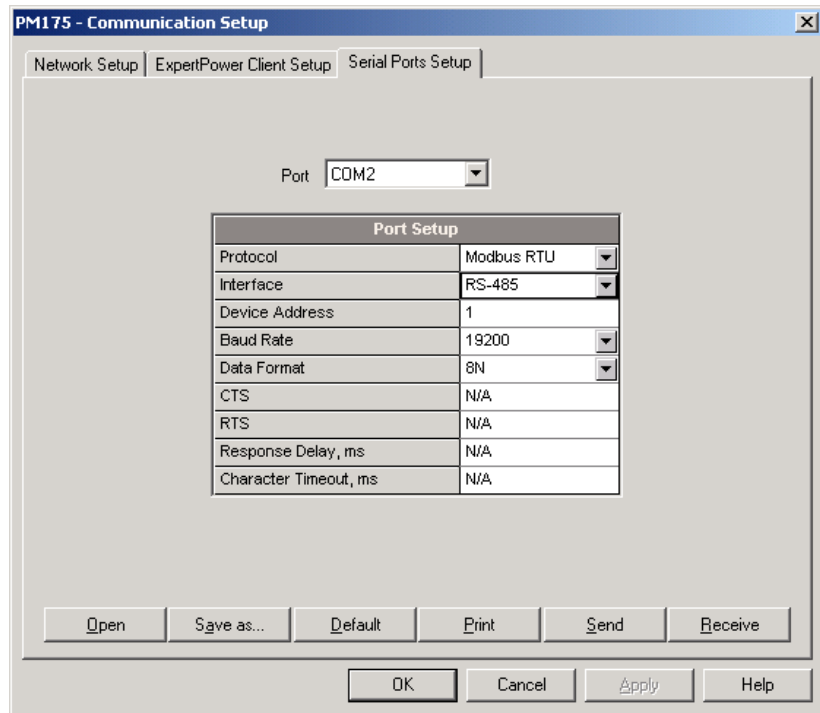 PM175 - Communication Setup
Network Setup ExpertPower Client Setup Serial Ports Setup
Port COM2
Port Setup
Protocol Modbus RTU
Interface RS-485
Device Address 1
Baud Rate 19200
Data Format 8N
CTS N/A
RTS N/A
Response Delay, ms N/A
Character Timeout, ms N/A
Open Save as... Default Print Send Receive
OK Cancel Apply Help